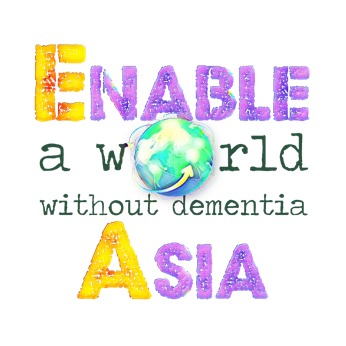 ENABLE
a world
without dementia
ASIA